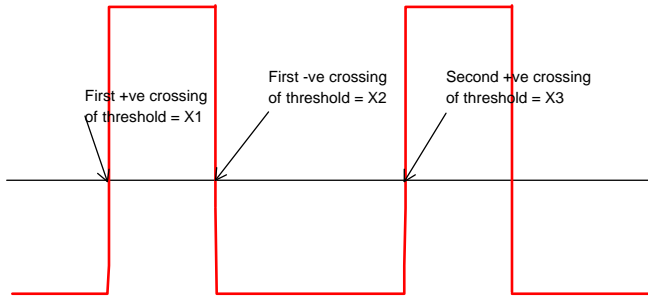 First +ve crossing
of threshold = X1
First -ve crossing
of threshold = X2
Second +ve crossing
of threshold = X3